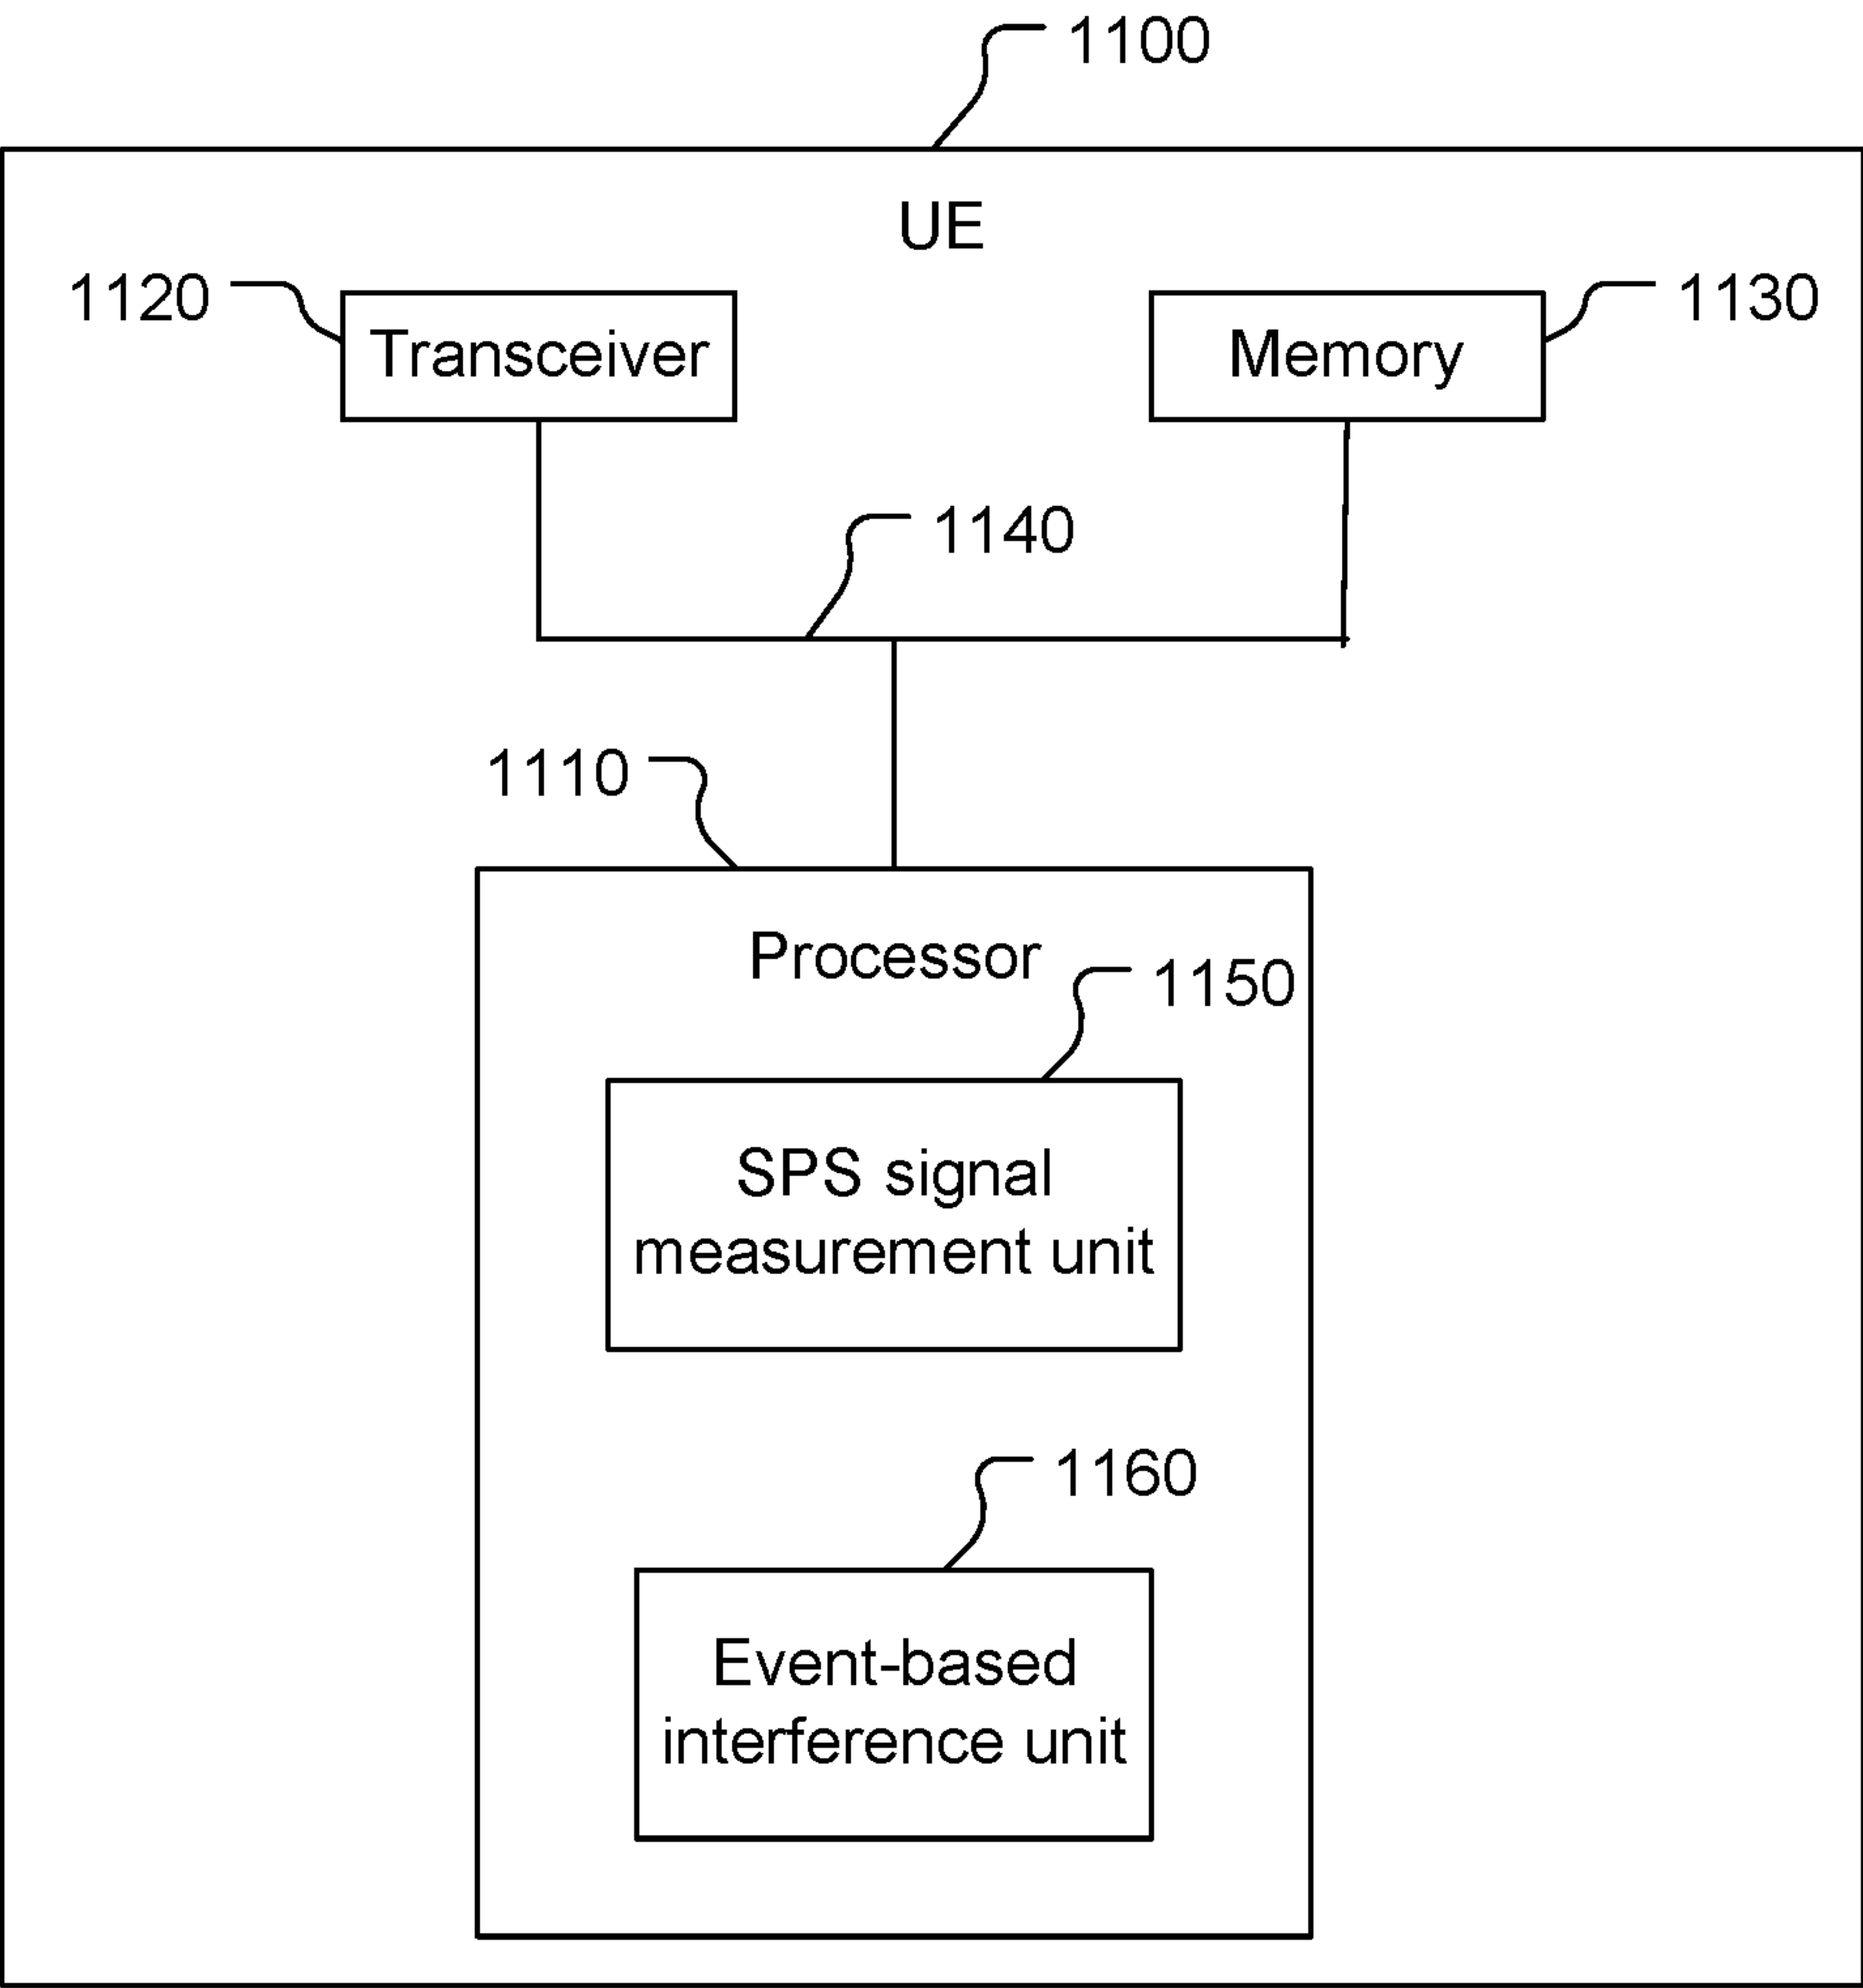 1100
UE
1120
Transceiver
Memory
1130
1140
1110
Processor
1150
SPS signal
measurement unit
1160
Event-based
interference unit